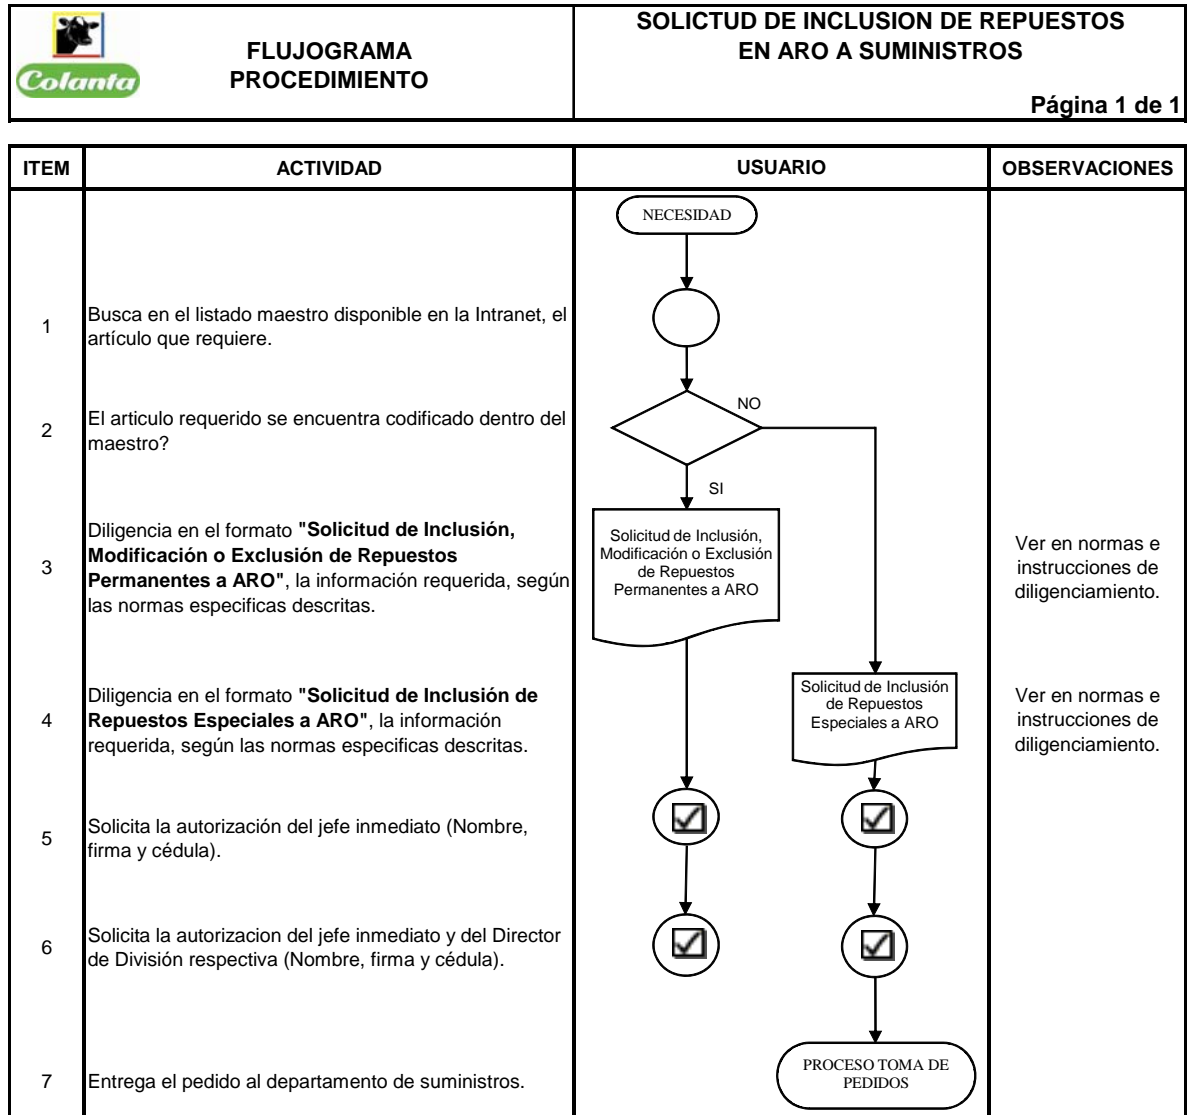 Colanta
FLUJOGRAMA
PROCEDIMIENTO
SOLICTUD DE INCLUSION DE REPUESTOS
EN ARO A SUMINISTROS
Página 1 de 1
ITEM ACTIVIDAD USUARIO OBSERVACIONES
NECESIDAD
1
Busca en el listado maestro disponible en la Intranet, el
artículo que requiere.
2
El articulo requerido se encuentra codificado dentro del
maestro?
NO
SI
3
Diligencia en el formato "Solicitud de Inclusión,
Modificación o Exclusión de Repuestos
Permanentes a ARO", la información requerida, según
las normas especificas descritas.
Solicitud de Inclusión,
Modificación o Exclusión
de Repuestos
Permanentes a ARO
Ver en normas e
instrucciones de
diligenciamiento.
4
Diligencia en el formato "Solicitud de Inclusión de
Repuestos Especiales a ARO", la información
requerida, según las normas especificas descritas.
Solicitud de Inclusión
de Repuestos
Especiales a ARO
Ver en normas e
instrucciones de
diligenciamiento.
5
Solicita la autorización del jefe inmediato (Nombre,
firma y cédula).
6
Solicita la autorizacion del jefe inmediato y del Director
de División respectiva (Nombre, firma y cédula).
7
Entrega el pedido al departamento de suministros.
PROCESO TOMA DE
PEDIDOS